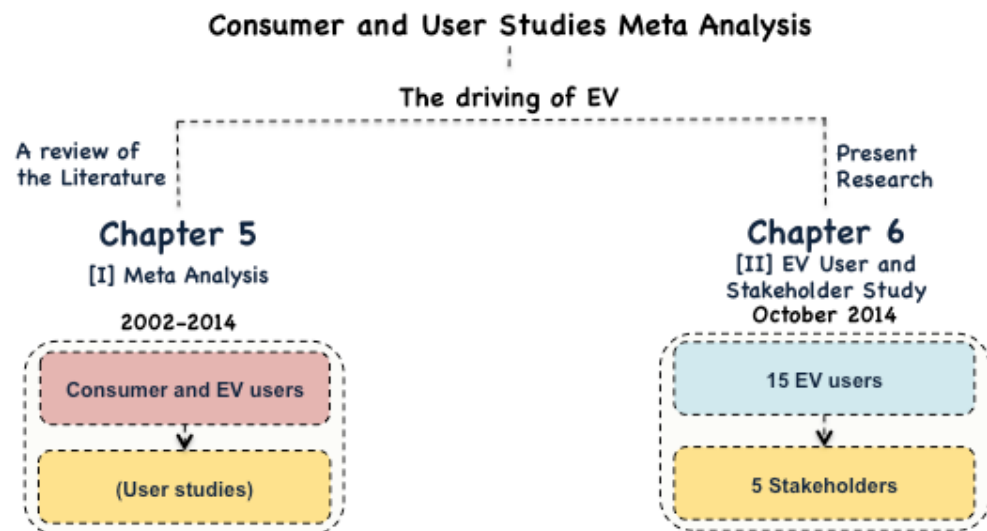 Consumer and User Studies Meta Analysis
The driving of EV
A review of
the Literature
Chapter 5
[I] Meta Analysis
2002-2014
Consumer and EV users
(User studies)
Present
Research
Chapter 6
[II] EV User and
Stakeholder Study
October 2014
15 EV users
5 Stakeholders